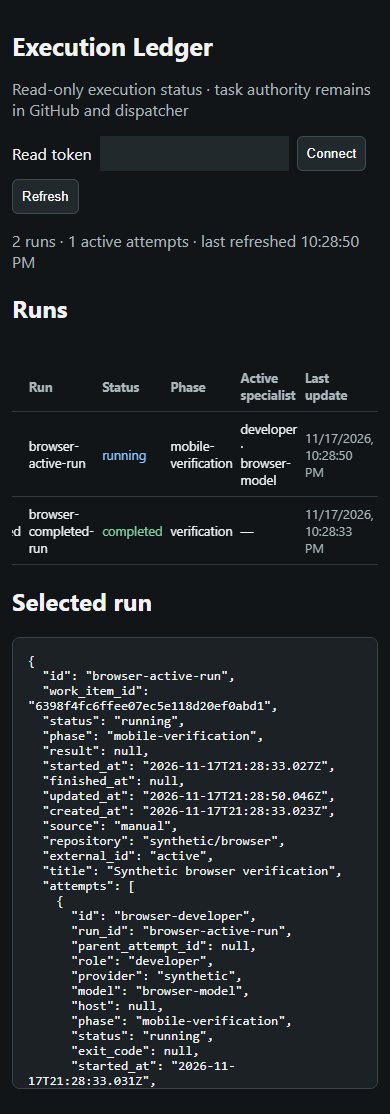 Execution Ledger
Read-only execution status · task authority remains
in GitHub and dispatcher
Read token
Connect
Refresh
2 runs · 1 active attempts · last refreshed 10:28:50
PM
Runs
Run Status Phase Active specialist Last update
browser-active-run running mobile-verification developer · browser-model 11/17/2026, 10:28:50 PM
ed browser-completed-run completed verification — 11/17/2026, 10:28:33 PM
Selected run
{
"id": "browser-active-run",
"work_item_id":
"6398f4fc6ffee07ec5e118d20ef0abd1",
"status": "running",
"phase": "mobile-verification",
"result": null,
"started_at": "2026-11-17T21:28:33.027Z",
"finished_at": null,
"updated_at": "2026-11-17T21:28:50.046Z",
"created_at": "2026-11-17T21:28:33.023Z",
"source": "manual",
"repository": "synthetic/browser",
"external_id": "active",
"title": "Synthetic browser verification",
"attempts": [
{
"id": "browser-developer",
"run_id": "browser-active-run",
"parent_attempt_id": null,
"role": "developer",
"provider": "synthetic",
"model": "browser-model",
"host": null,
"phase": "mobile-verification",
"status": "running",
"exit_code": null,
"started_at": "2026-11-
17T21:28:33.031Z",